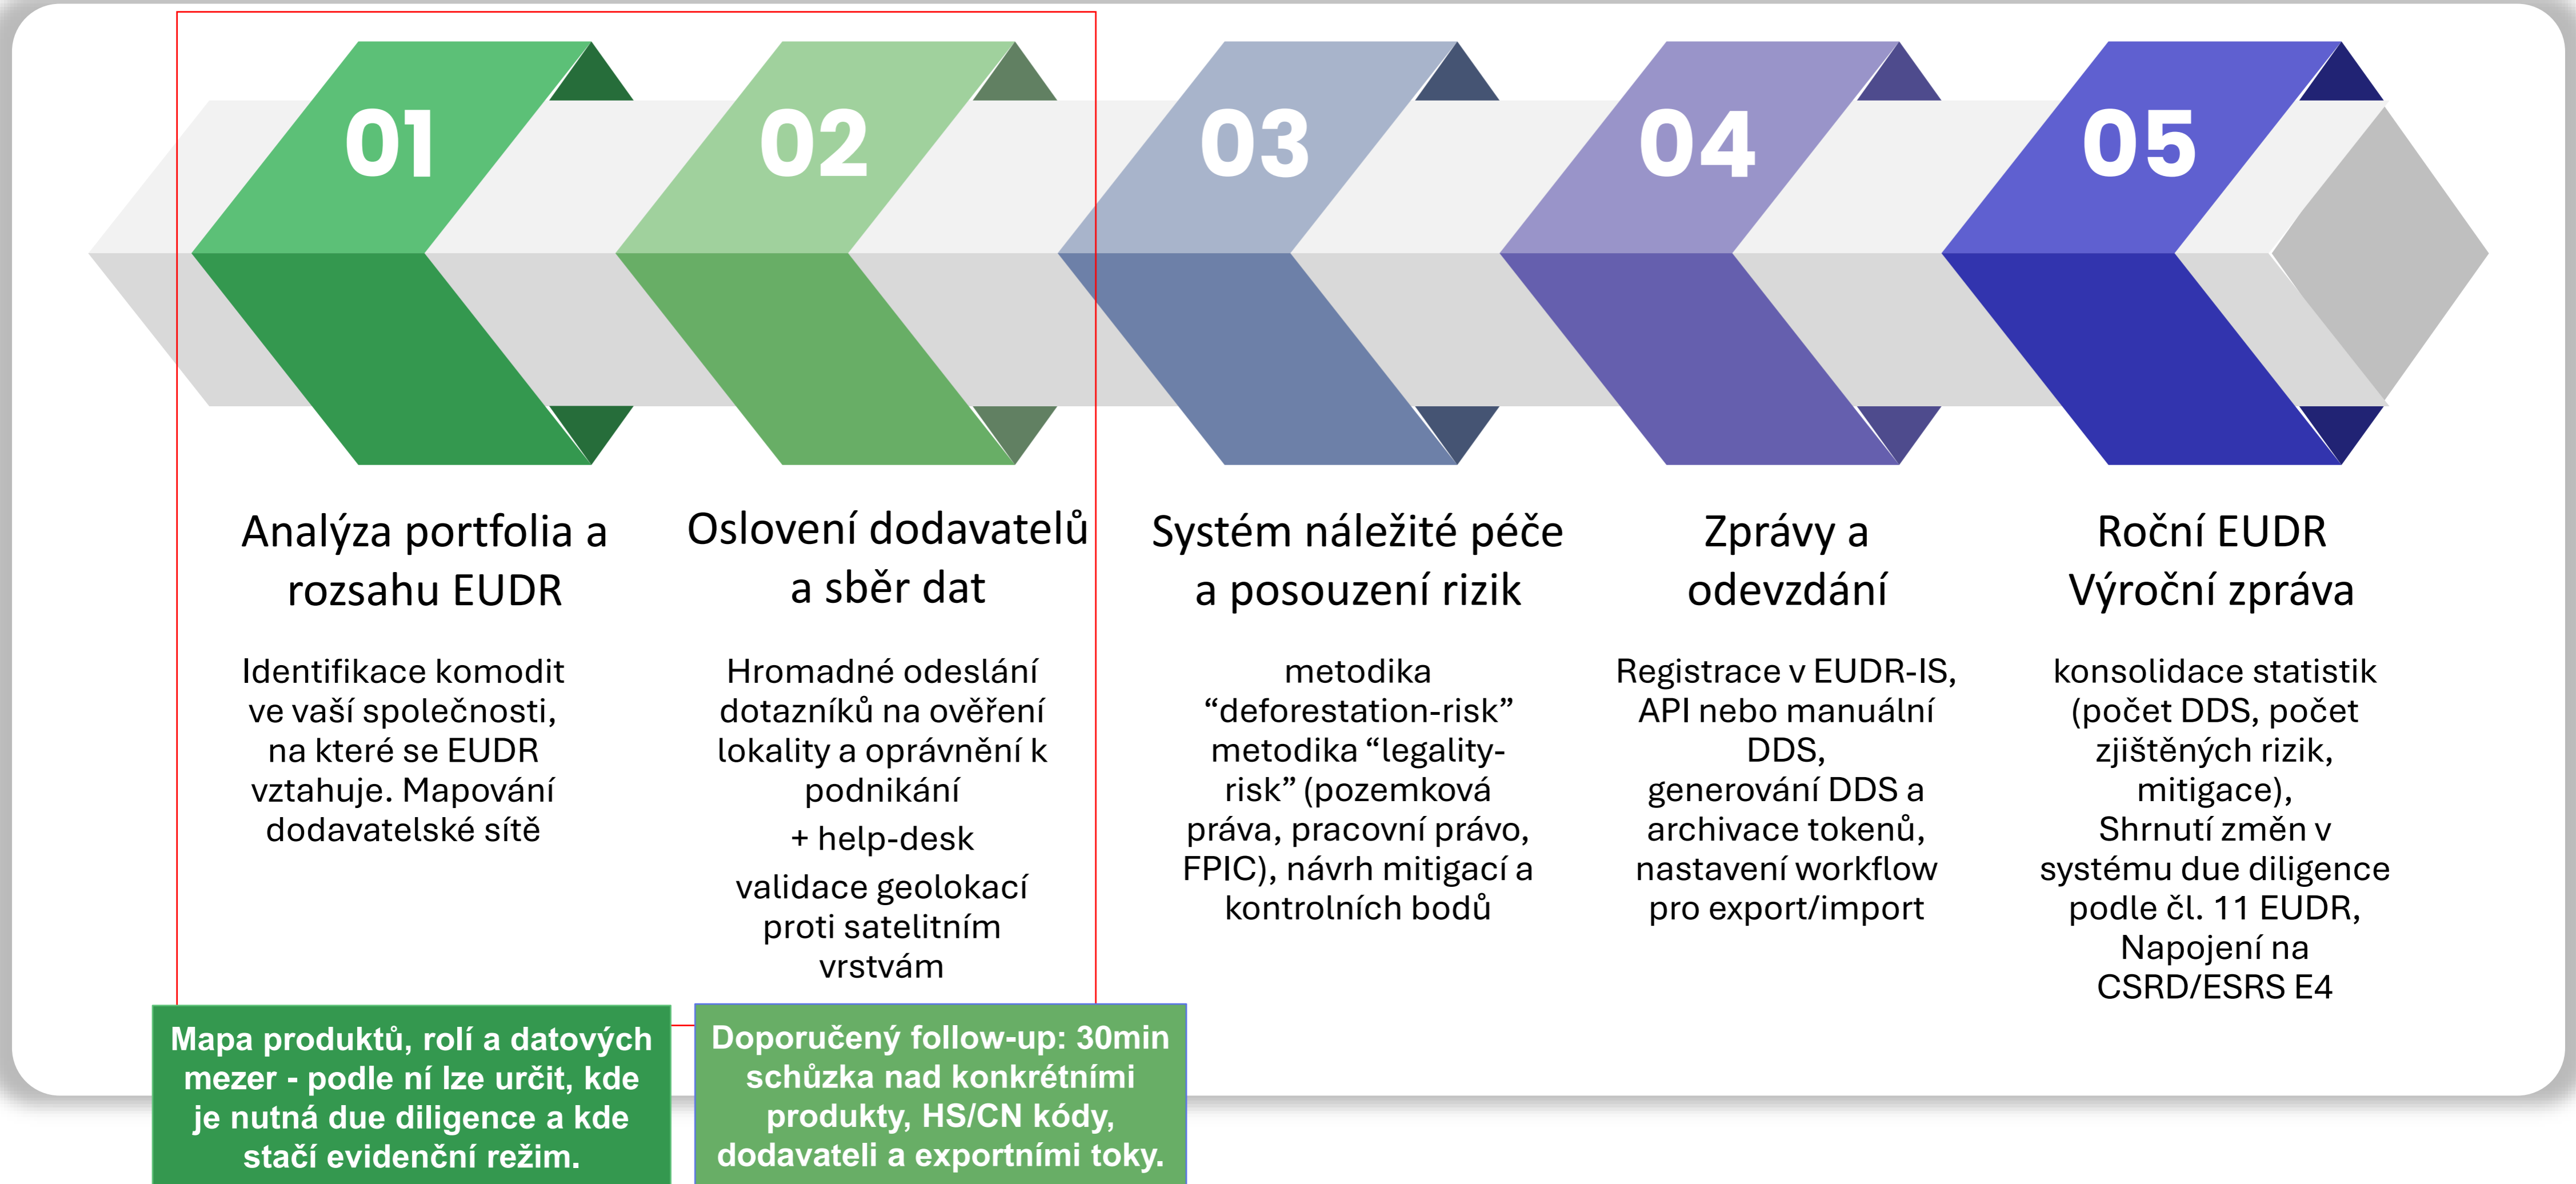 01
02
03
04
05
Analýza portfolia a
rozsahu EUDR
Identifikace komodit
ve vaší společnosti,
na které se EUDR
vztahuje. Mapování
dodavatelské sítě
Oslovení dodavatelů
a sběr dat
Hromadné odeslání
dotazníků na ověření
lokality a oprávnění k
podnikání
+ help-desk
validace geolokací
proti satelitním
vrstvám
Systém náležité péče
a posouzení rizik
metodika
“deforestation-risk”
metodika “legality-
risk” (pozemková
práva, pracovní právo,
FPIC), návrh mitigací a
kontrolních bodů
Zprávy a
odevzdání
Registrace v EUDR-IS,
API nebo manuální
DDS,
generování DDS a
archivace tokenů,
nastavení workflow
pro export/import
Roční EUDR
Výroční zpráva
konsolidace statistik
(počet DDS, počet
zjištěných rizik,
mitigace),
Shrnutí změn v
systému due diligence
podle čl. 11 EUDR,
Napojení na
CSRD/ESRS E4
Mapa produktů, rolí a datových
mezer - podle ní lze určit, kde
je nutná due diligence a kde
stačí evidenční režim.
Doporučený follow-up: 30min
schůzka nad konkrétními
produkty, HS/CN kódy,
dodavateli a exportními toky.